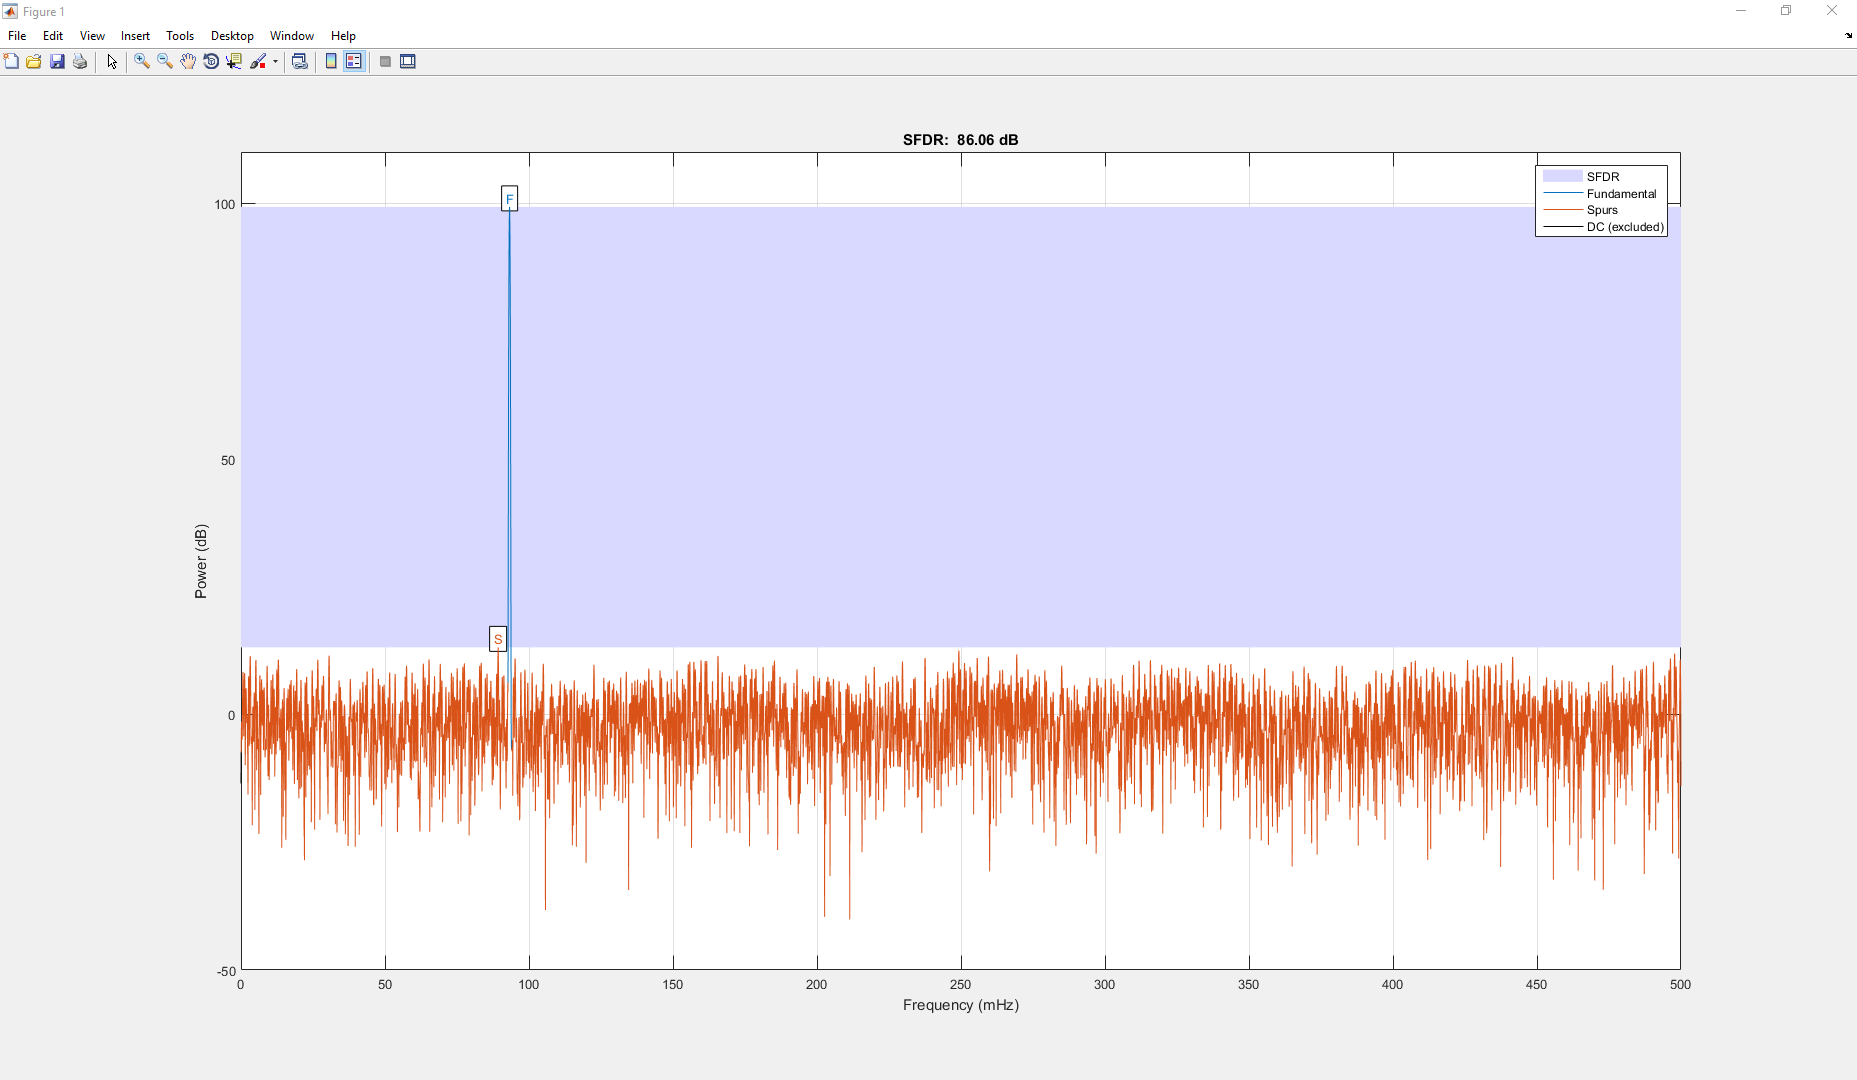 Figure 1
File Edit View Insert Tools Desktop Window Help
SFDR: 86.06 dB
F
SFDR
Fundamental
Spurs
DC (excluded)
100
50
0
-50
Power (dB)
S
0 50 100 150 200 250 300 350 400 450 500
Frequency (mHz)